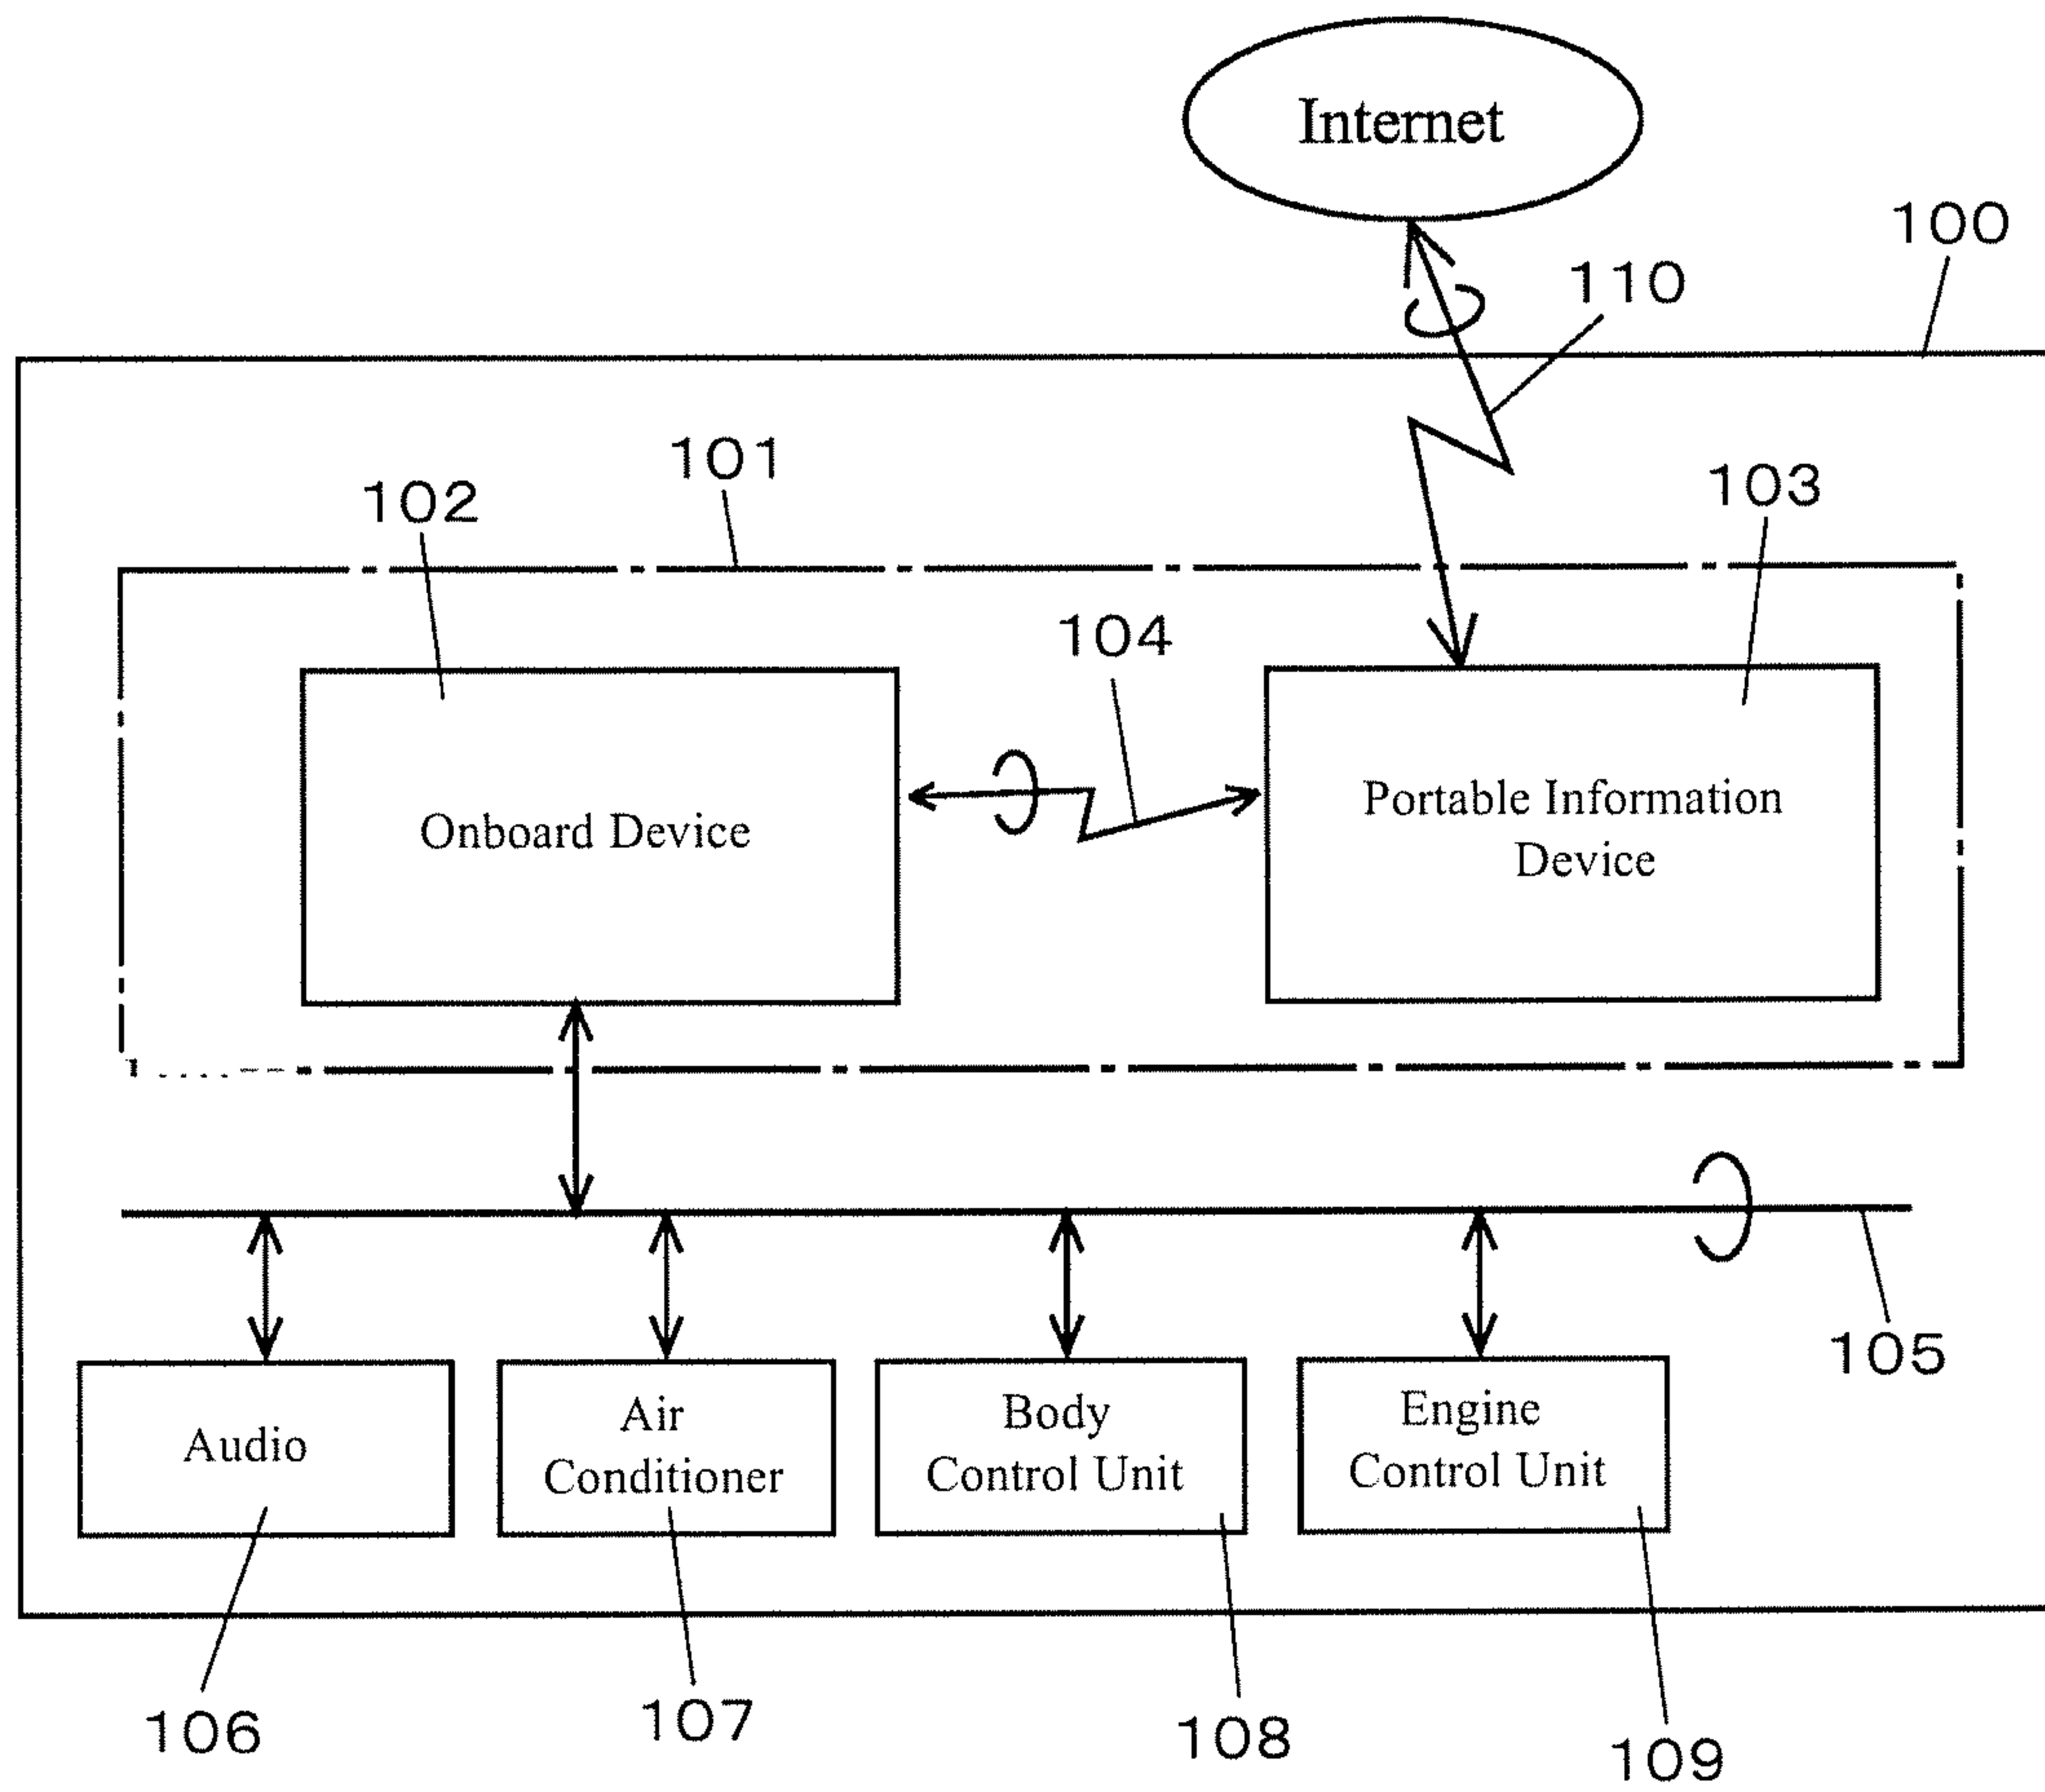 Internet
100
110
101
102
103
104
Onboard Device
Portable Information
Device
105
Audio
Air
Conditioner
Body
Control Unit
Engine
Control Unit
106
107
108
109